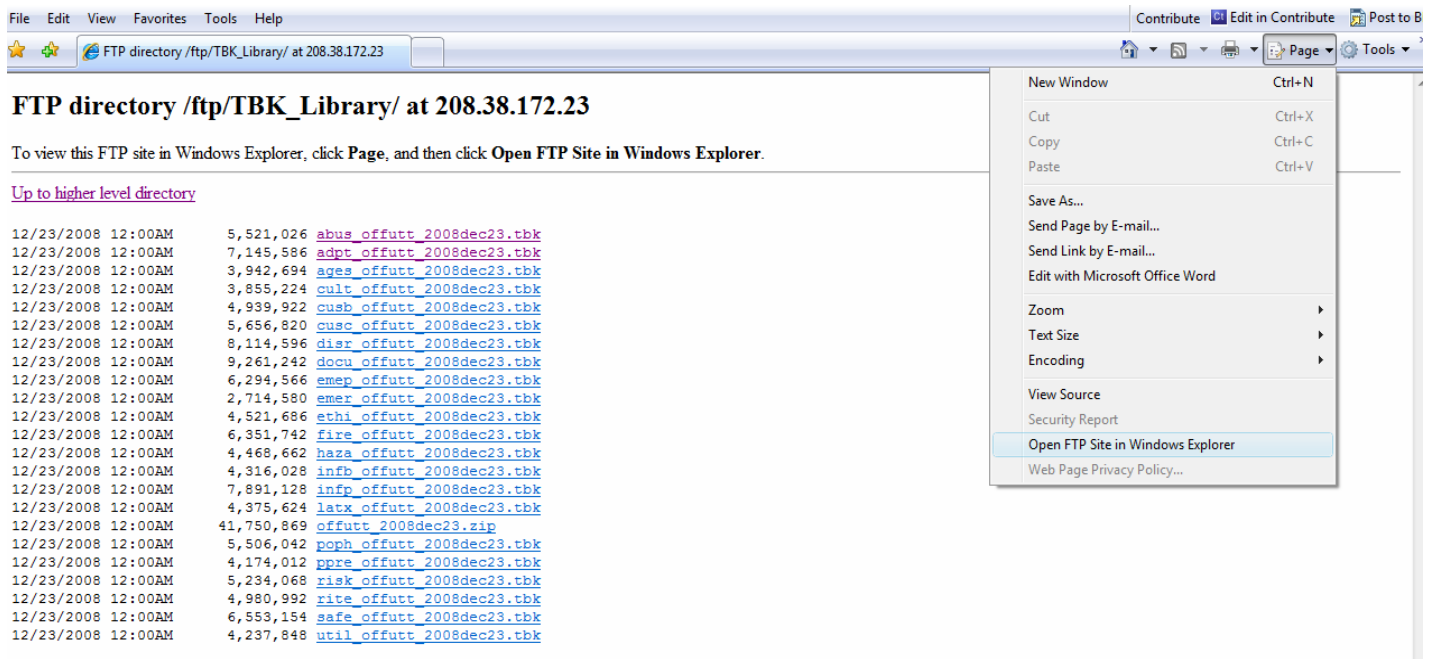 File Edit View Favorites Tools Help
Contribute Ct Edit in Contribute Post to B
FTP directory /ftp/TBK_Library/ at 208.38.172.23
Page Tools
FTP directory /ftp/TBK_Library/ at 208.38.172.23
To view this FTP site in Windows Explorer, click Page, and then click Open FTP Site in Windows Explorer.
Up to higher level directory
12/23/2008 12:00AM 5,521,026 abus_offutt_2008dec23.tbk
12/23/2008 12:00AM 7,145,586 adpt_offutt_2008dec23.tbk
12/23/2008 12:00AM 3,942,694 ages_offutt_2008dec23.tbk
12/23/2008 12:00AM 3,855,224 cult_offutt_2008dec23.tbk
12/23/2008 12:00AM 4,939,922 cusb_offutt_2008dec23.tbk
12/23/2008 12:00AM 5,656,820 cusc_offutt_2008dec23.tbk
12/23/2008 12:00AM 8,114,596 disr_offutt_2008dec23.tbk
12/23/2008 12:00AM 9,261,242 docu_offutt_2008dec23.tbk
12/23/2008 12:00AM 6,294,566 emep_offutt_2008dec23.tbk
12/23/2008 12:00AM 2,714,580 emer_offutt_2008dec23.tbk
12/23/2008 12:00AM 4,521,686 ethi_offutt_2008dec23.tbk
12/23/2008 12:00AM 6,351,742 fire_offutt_2008dec23.tbk
12/23/2008 12:00AM 4,468,662 haza_offutt_2008dec23.tbk
12/23/2008 12:00AM 4,316,028 infb_offutt_2008dec23.tbk
12/23/2008 12:00AM 7,891,128 infp_offutt_2008dec23.tbk
12/23/2008 12:00AM 4,375,624 latx_offutt_2008dec23.tbk
12/23/2008 12:00AM 41,750,869 offutt_2008dec23.zip
12/23/2008 12:00AM 5,506,042 poph_offutt_2008dec23.tbk
12/23/2008 12:00AM 4,174,012 ppre_offutt_2008dec23.tbk
12/23/2008 12:00AM 5,234,068 risk_offutt_2008dec23.tbk
12/23/2008 12:00AM 4,980,992 rite_offutt_2008dec23.tbk
12/23/2008 12:00AM 6,553,154 safe_offutt_2008dec23.tbk
12/23/2008 12:00AM 4,237,848 util_offutt_2008dec23.tbk
New Window Ctrl+N
Cut Ctrl+X
Copy Ctrl+C
Paste Ctrl+V
Save As...
Send Page by E-mail...
Send Link by E-mail...
Edit with Microsoft Office Word
Zoom
Text Size
Encoding
View Source
Security Report
Open FTP Site in Windows Explorer
Web Page Privacy Policy...